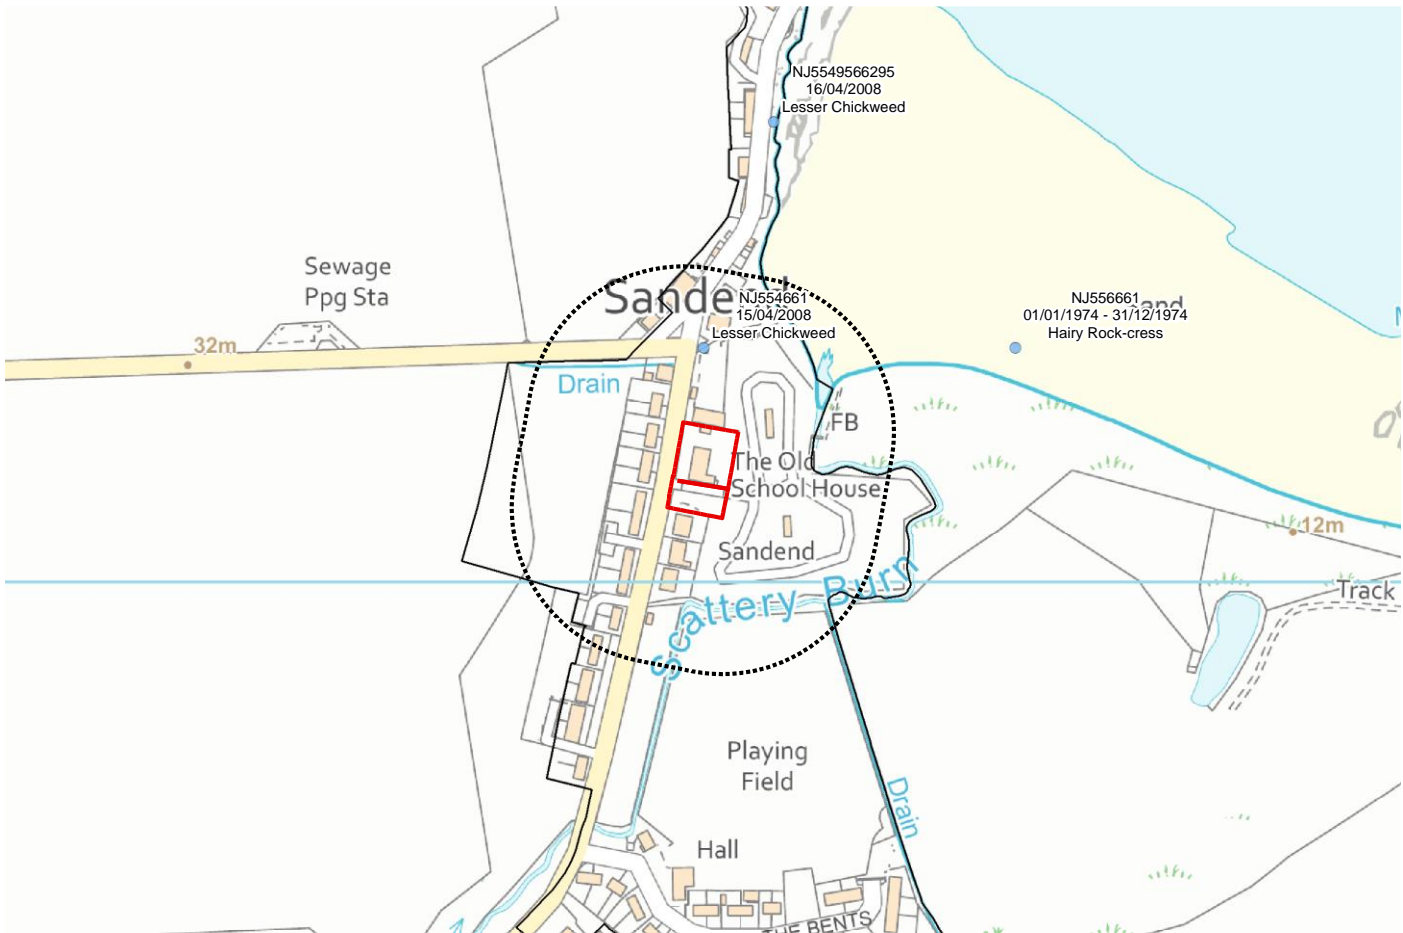 NJ5549566295
16/04/2008
Lesser Chickweed
Sewage
Ppg Sta
NJ554661
15/04/2008
Lesser Chickweed
NJ556661
01/01/1974 - 31/12/1974
Hairy Rock-cress
32m
Drain
FB
The Old
School House
Sandend
12m
Scattery Burn
Track
Playing
Field
Drain
Hall
THE BENTS